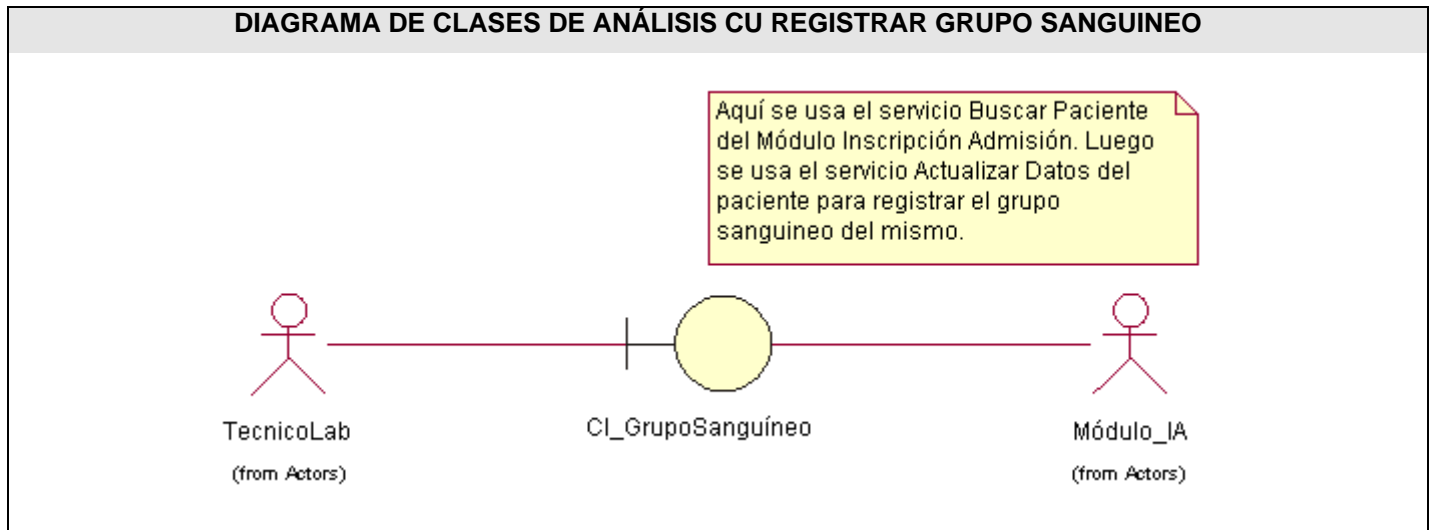 DIAGRAMA DE CLASES DE ANÁLISIS CU REGISTRAR GRUPO SANGUINEO
Aquí se usa el servicio Buscar Paciente
del Módulo Inscripción Admisión. Luego
se usa el servicio Actualizar Datos del
paciente para registrar el grupo
sanguineo del mismo.
TecnicoLab
(from Actors)
CI_GrupoSanguíneo
Módulo_IA
(from Actors)